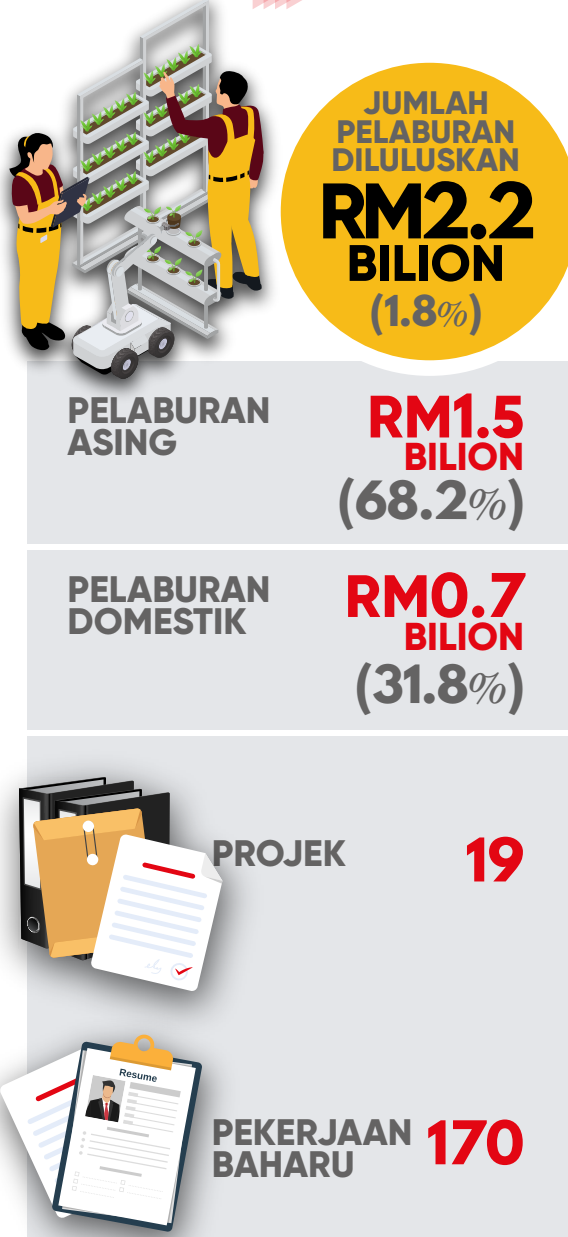 JUMLAH
PELABURAN
DILULUSKAN
RM2.2
BILION
(1.8%)
PELABURAN
ASING
RM1.5
BILION
(68.2%)
PELABURAN
DOMESTIK
RM0.7
BILION
(31.8%)
PROJEK
19
Resume
PEKERJAAN
BAHARU
170